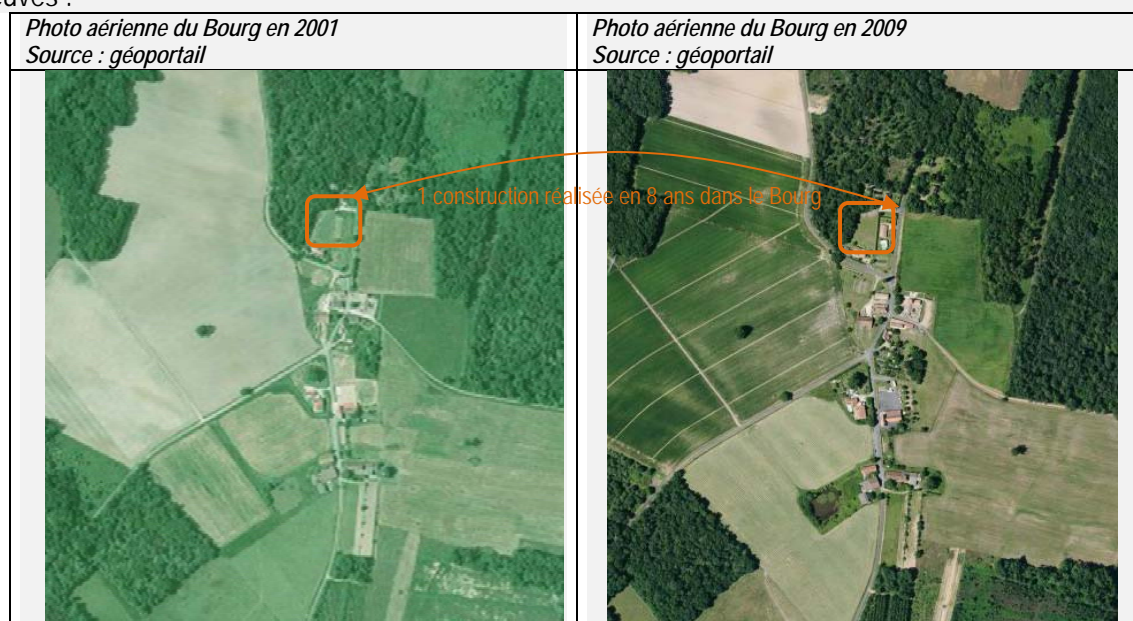 Photo aérienne du Bourg en 2001
Source : géoportail
Photo aérienne du Bourg en 2009
Source : géoportail
1 construction réalisée en 8 ans dans le Bourg